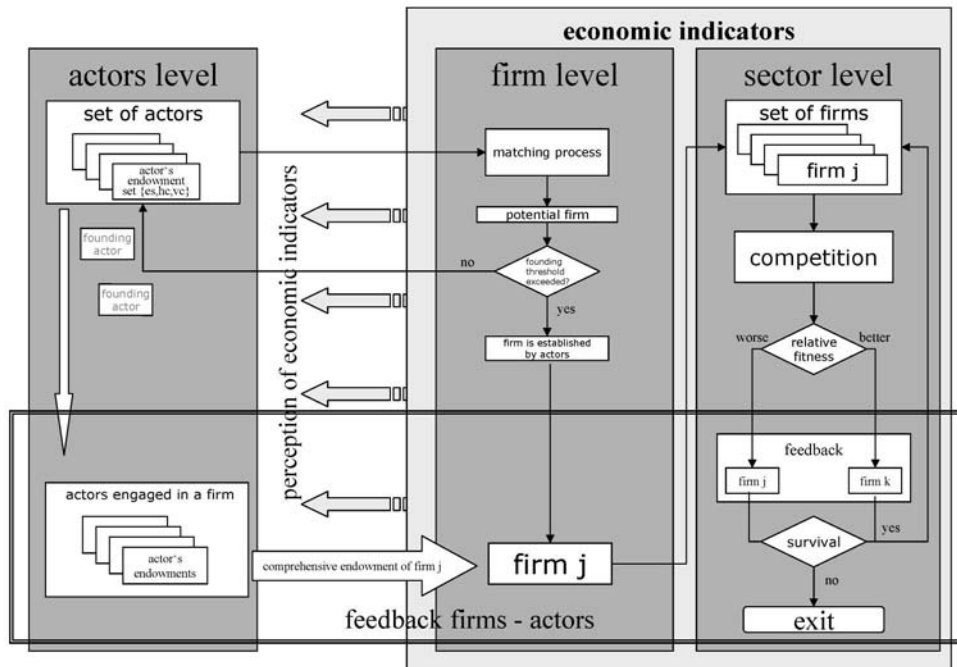 economic indicators
actors level
set of actors
actor's
endowment
set {es,hc,vc}
founding
actor
founding
actor
actors engaged in a firm
actor's
endowments
perception of economic indicators
comprehensive endowment of firm j
firm level
matching process
potential firm
founding
threshold
exceeded?
no
yes
firm is established
by actors
firm j
sector level
set of firms
firm j
competition
relative
fitness
worse
better
feedback
firm j
firm k
survival
yes
no
exit
feedback firms - actors